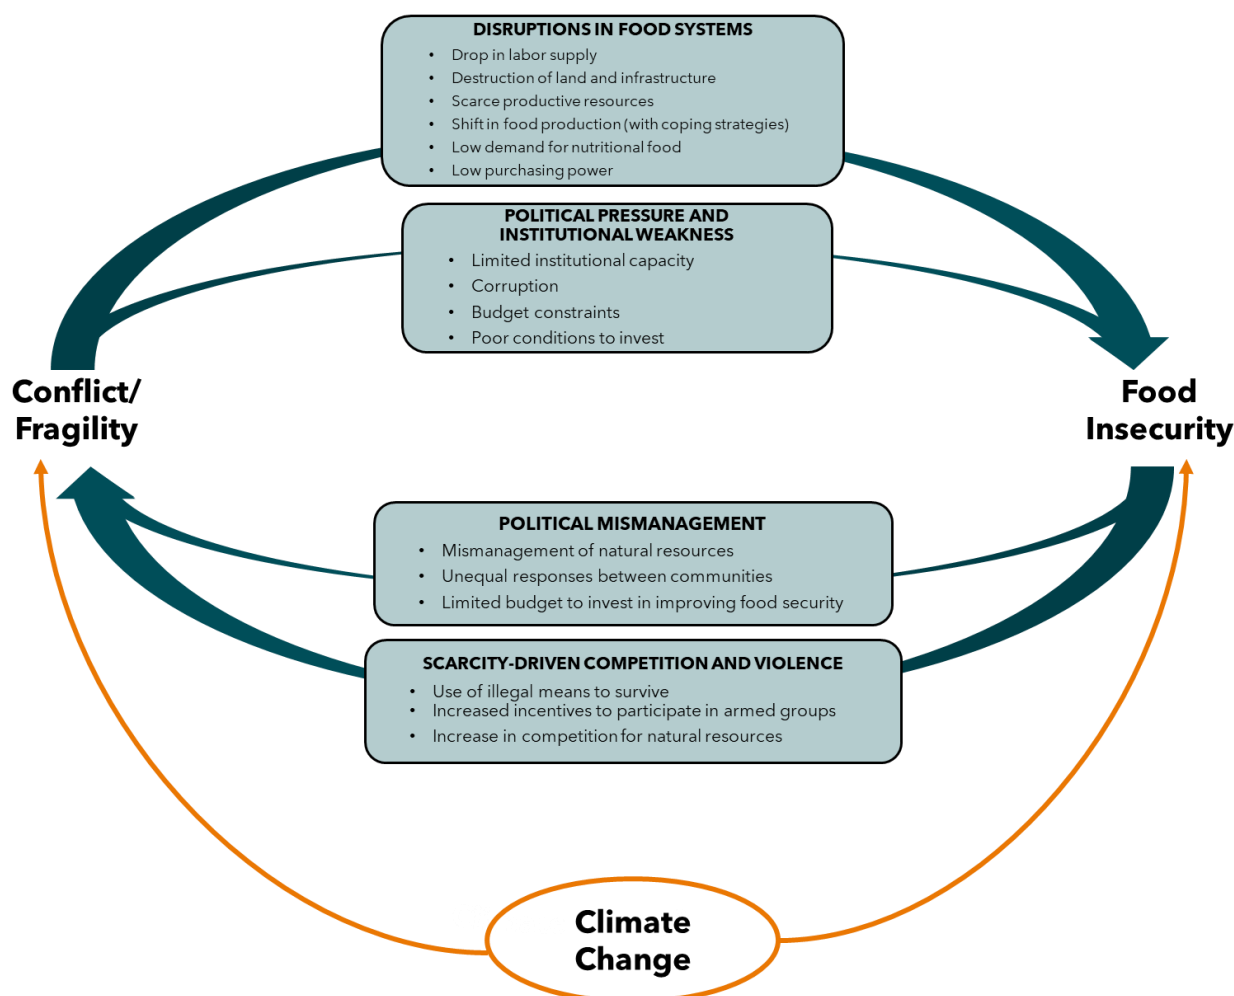 DISRUPTIONS IN FOOD SYSTEMS
• Drop in labor supply
• Destruction of land and infrastructure
• Scarce productive resources
• Shift in food production (with coping strategies)
• Low demand for nutritional food
• Low purchasing power
POLITICAL PRESSURE AND
INSTITUTIONAL WEAKNESS
• Limited institutional capacity
• Corruption
• Budget constraints
• Poor conditions to invest
Conflict/
Fragility
Food
Insecurity
POLITICAL MISMANAGEMENT
• Mismanagement of natural resources
• Unequal responses between communities
• Limited budget to invest in improving food security
SCARCITY-DRIVEN COMPETITION AND VIOLENCE
• Use of illegal means to survive
• Increased incentives to participate in armed groups
• Increase in competition for natural resources
Climate
Change